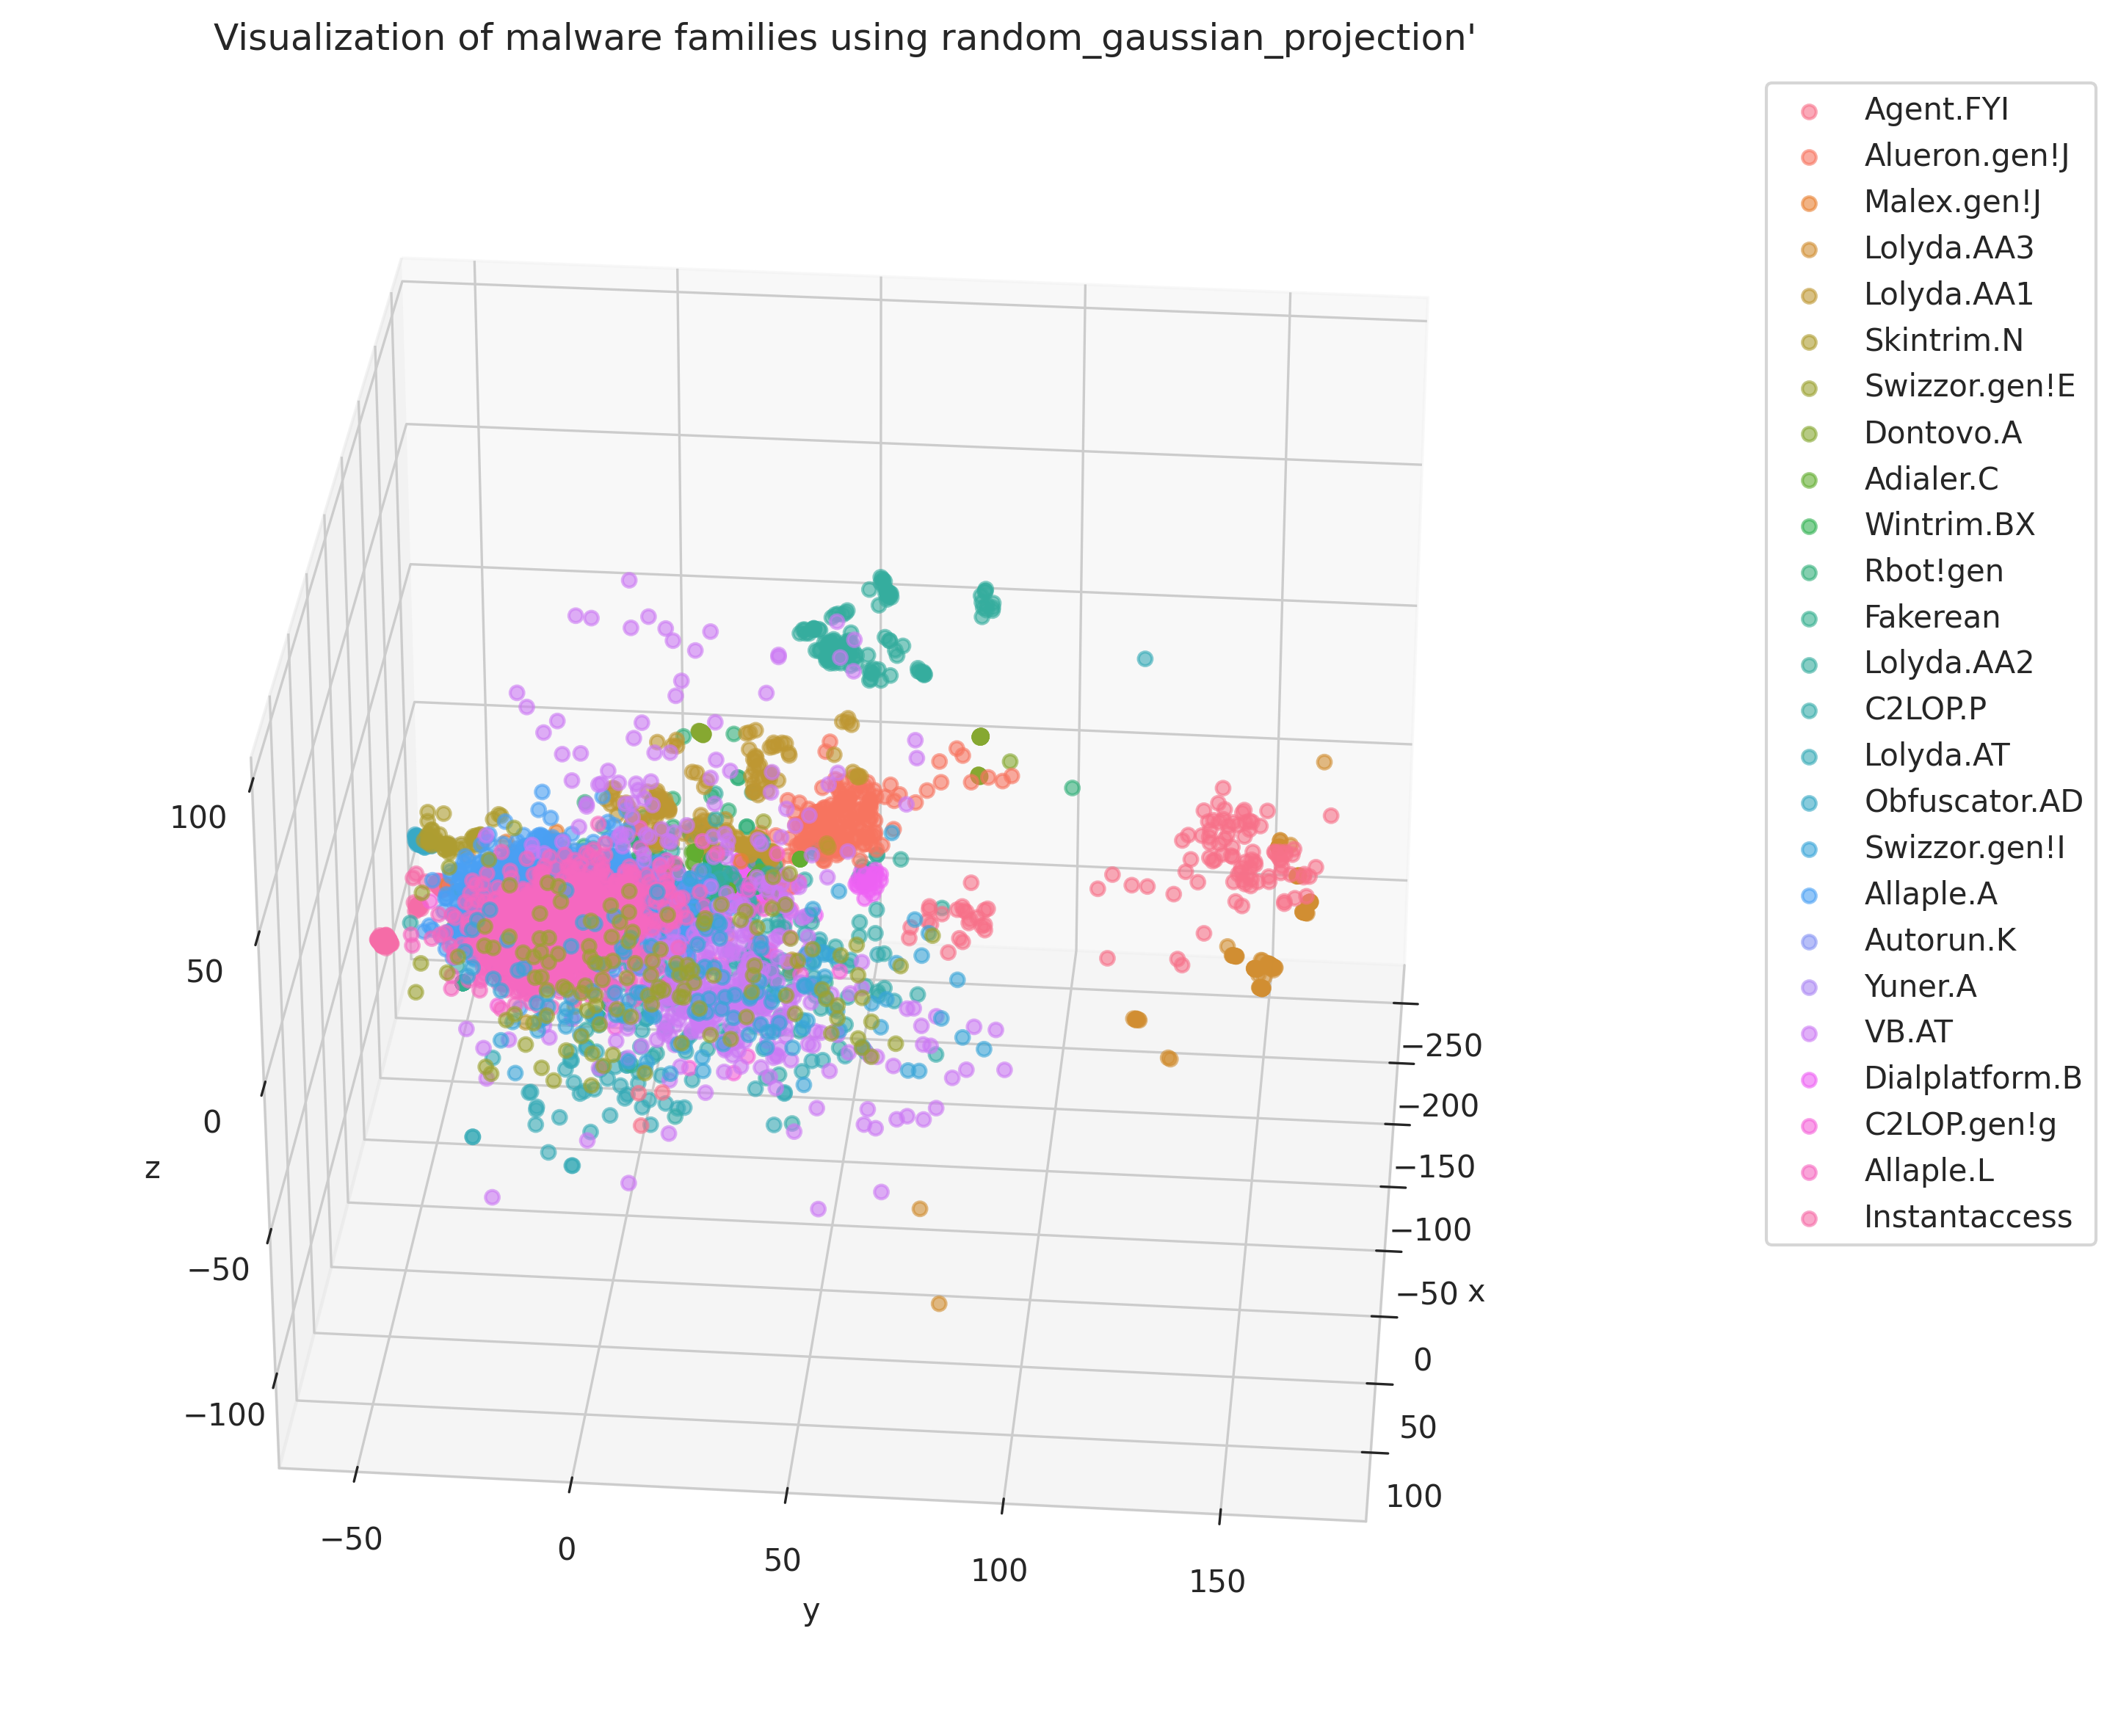 Visualization of malware families using random_gaussian_projection'
Agent.FYI
Alueron.gen!J
Malex.gen!J
Lolyda.AA3
Lolyda.AA1
Skintrim.N
Swizzor.gen!E
Dontovo.A
Adialer.C
Wintrim.BX
Rbot!gen
Fakerean
Lolyda.AA2
C2LOP.P
Lolyda.AT
Obfuscator.AD
Swizzor.gen!I
Allaple.A
Autorun.K
Yuner.A
VB.AT
Dialplatform.B
C2LOP.gen!g
Allaple.L
Instantaccess
100
50
0
z
−50
−100
−250
−200
−150
−100
−50 x
0
50
100
−50
0
50
100
150
y